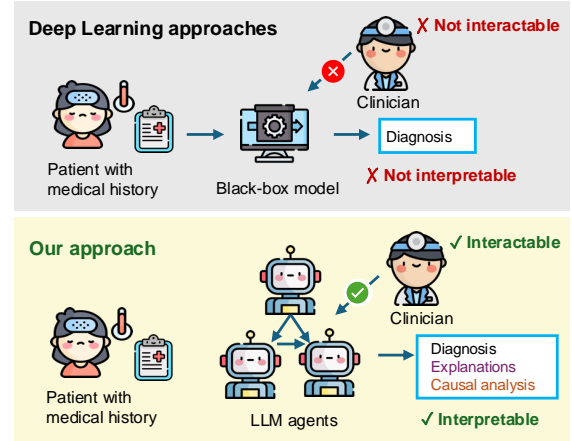 Deep Learning approaches
✗ Not interactable
Clinician
Diagnosis
Patient with
medical history
Black-box model
✗ Not interpretable
Our approach
✓ Interactable
Clinician
Diagnosis
Explanations
Causal analysis
Patient with
medical history
LLM agents
✓ Interpretable